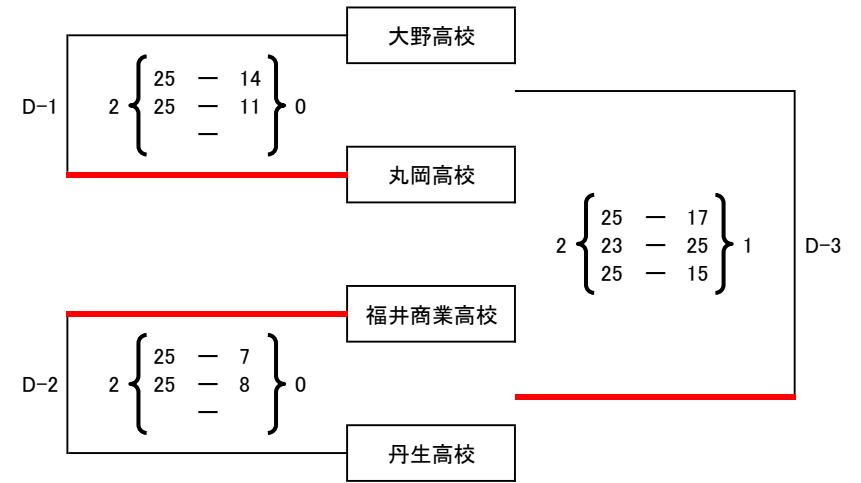 大野高校
25 － 14
D-1 2 25 － 11 0
－
丸岡高校
25 － 17
2 23 － 25 1 D-3
25 － 15
福井商業高校
25 － 7
D-2 2 25 － 8 0
－
丹生高校